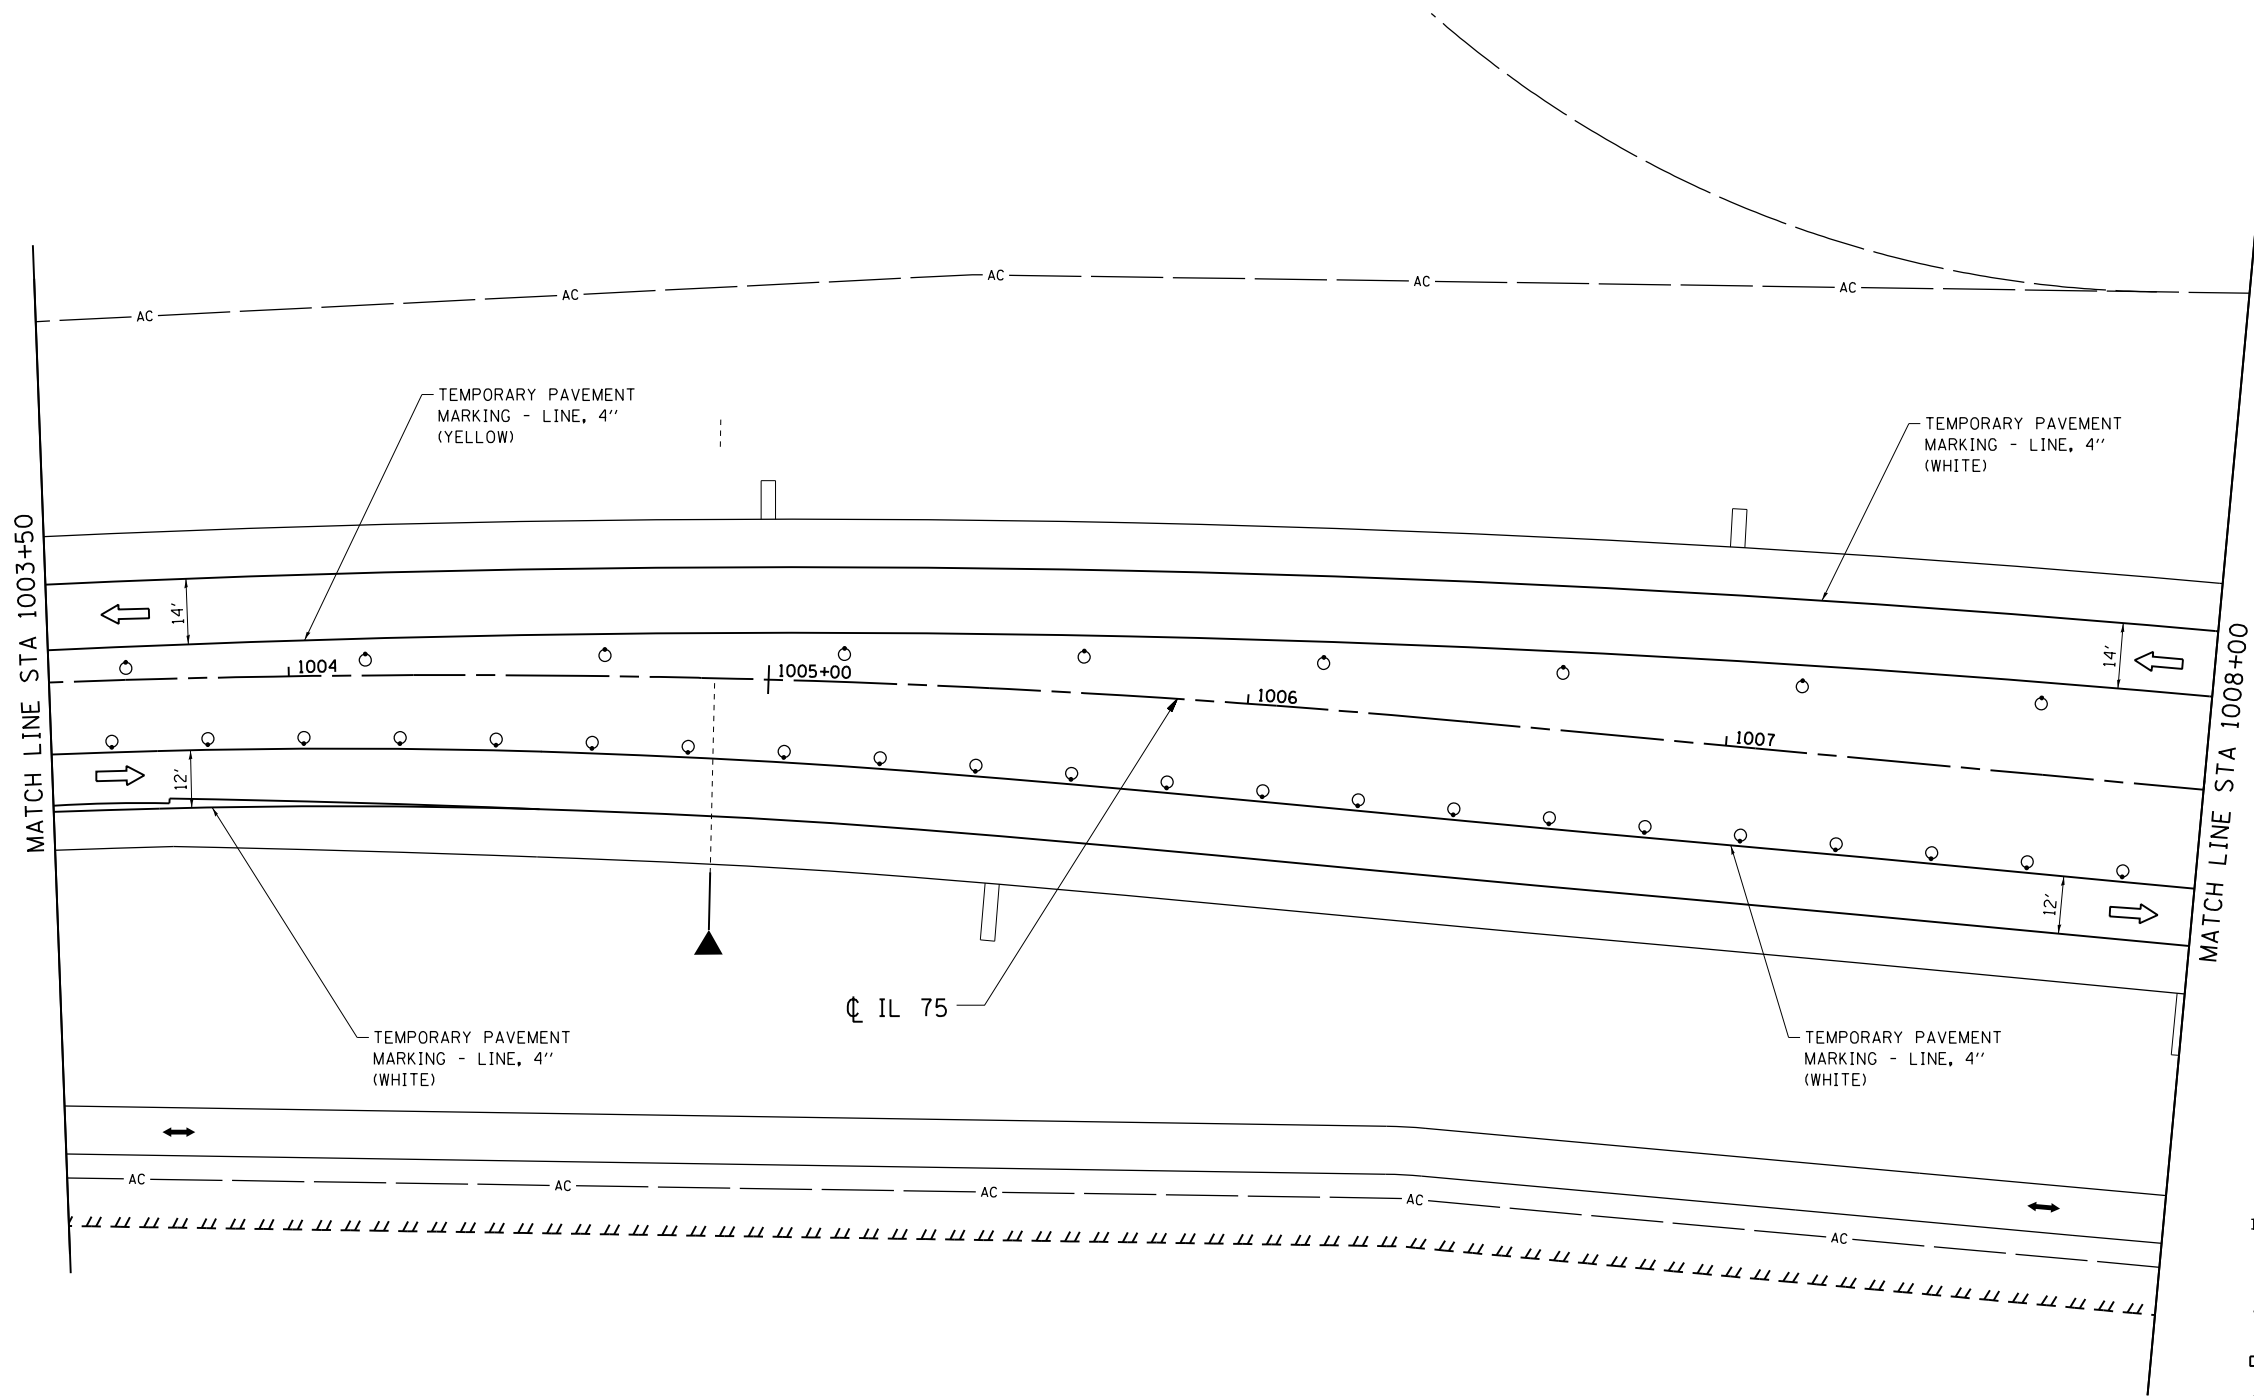 AC
AC
AC
AC
AC
TEMPORARY PAVEMENT
MARKING - LINE, 4''
(YELLOW)
TEMPORARY PAVEMENT
MARKING - LINE, 4''
(WHITE)
MATCH LINE STA 1003+50
14'
14'
MATCH LINE STA 1008+00
1004
1005+00
1006
1007
12'
12'
℄ IL 75
TEMPORARY PAVEMENT
MARKING - LINE, 4''
(WHITE)
TEMPORARY PAVEMENT
MARKING - LINE, 4''
(WHITE)
AC
AC
AC
AC
AC